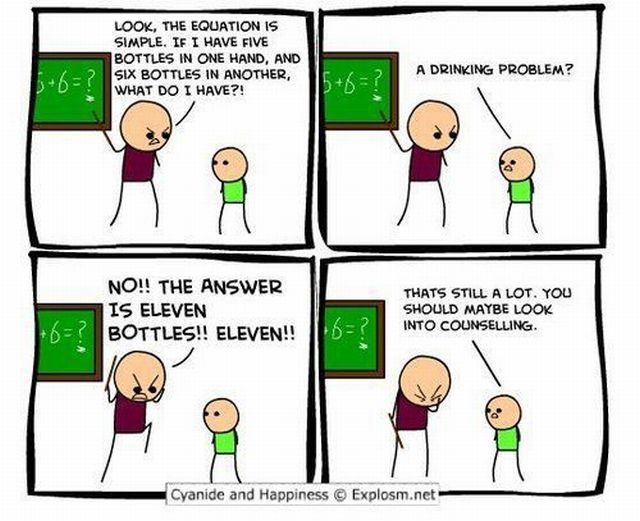 LOOK, THE EQUATION IS
SIMPLE. IF I HAVE FIVE
BOTTLES IN ONE HAND, AND
SIX BOTTLES IN ANOTHER,
WHAT DO I HAVE?!
5+6=?
A DRINKING PROBLEM?
5+6=?
NO!! THE ANSWER
IS ELEVEN
BOTTLES!! ELEVEN!!
+6=?
THATS STILL A LOT. YOU
SHOULD MAYBE LOOK
INTO COUNSELLING.
6=?
Cyanide and Happiness © Explosm.net